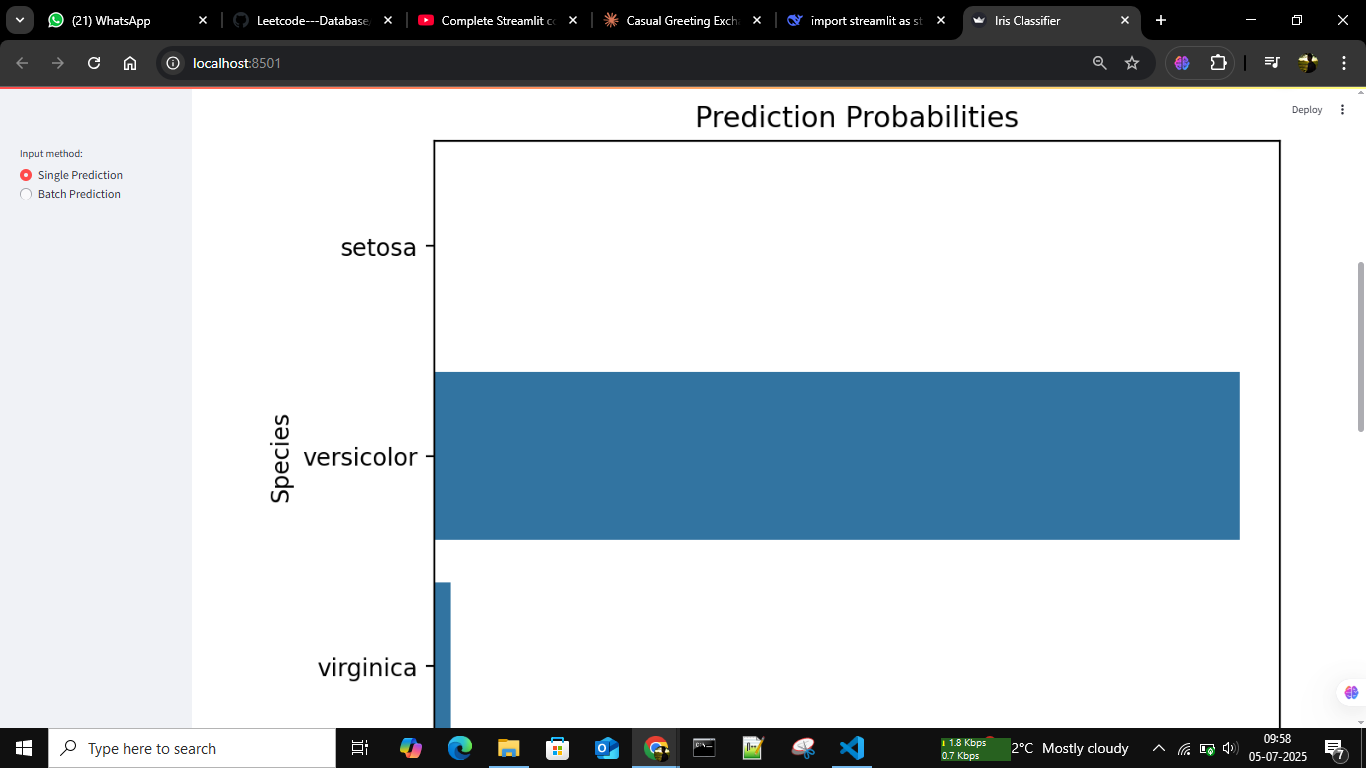 (21) WhatsApp
Leetcode---Database
Complete Streamlit c
Casual Greeting Exch
import streamlit as st
Iris Classifier
localhost:8501
Deploy
Input method:
Single Prediction
Batch Prediction
Prediction Probabilities
setosa
Species
versicolor
virginica
Type here to search
1.8 Kbps
0.7 Kbps
2°C Mostly cloudy
09:58
05-07-2025
7